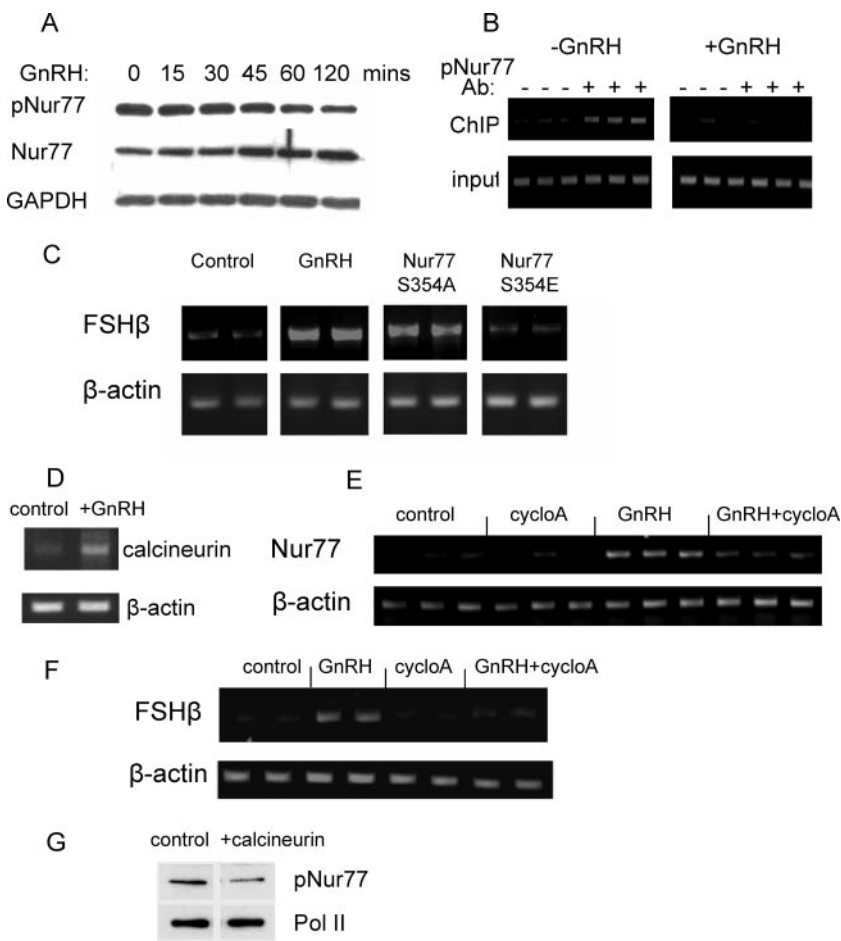 A
GnRH: 0 15 30 45 60 120 mins
pNur77
Nur77
GAPDH
B
-GnRH +GnRH
pNur77
Ab: - - - + + + - - - + + +
ChIP
input
C
Control GnRH Nur77 S354A Nur77 S354E
FSHβ
β-actin
D
control +GnRH
calcineurin
β-actin
E
control cycloA GnRH GnRH+cycloA
Nur77
β-actin
F
control GnRH cycloA GnRH+cycloA
FSHβ
β-actin
G
control +calcineurin
pNur77
Pol II